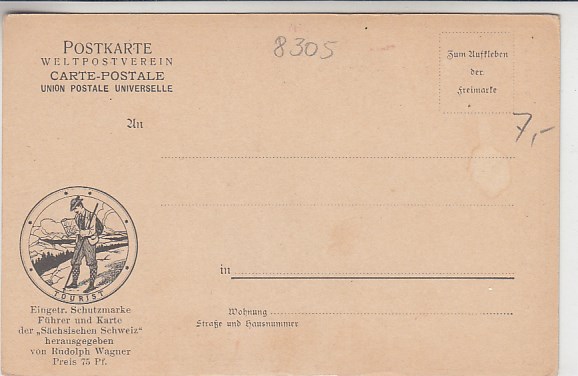 POSTKARTE
WELTPOSTVEREIN
CARTE-POSTALE
UNION POSTALE UNIVERSELLE
8305
Zum Aufkleben
der
Freimarke
7,-
An
in
Wohnung
Straße und Hausnummer
TOURIST
Eingetr. Schutzmarke
Führer und Karte
der „Sächsischen Schweiz"
herausgegeben
von Rudolph Wagner
Preis 75 Pf.